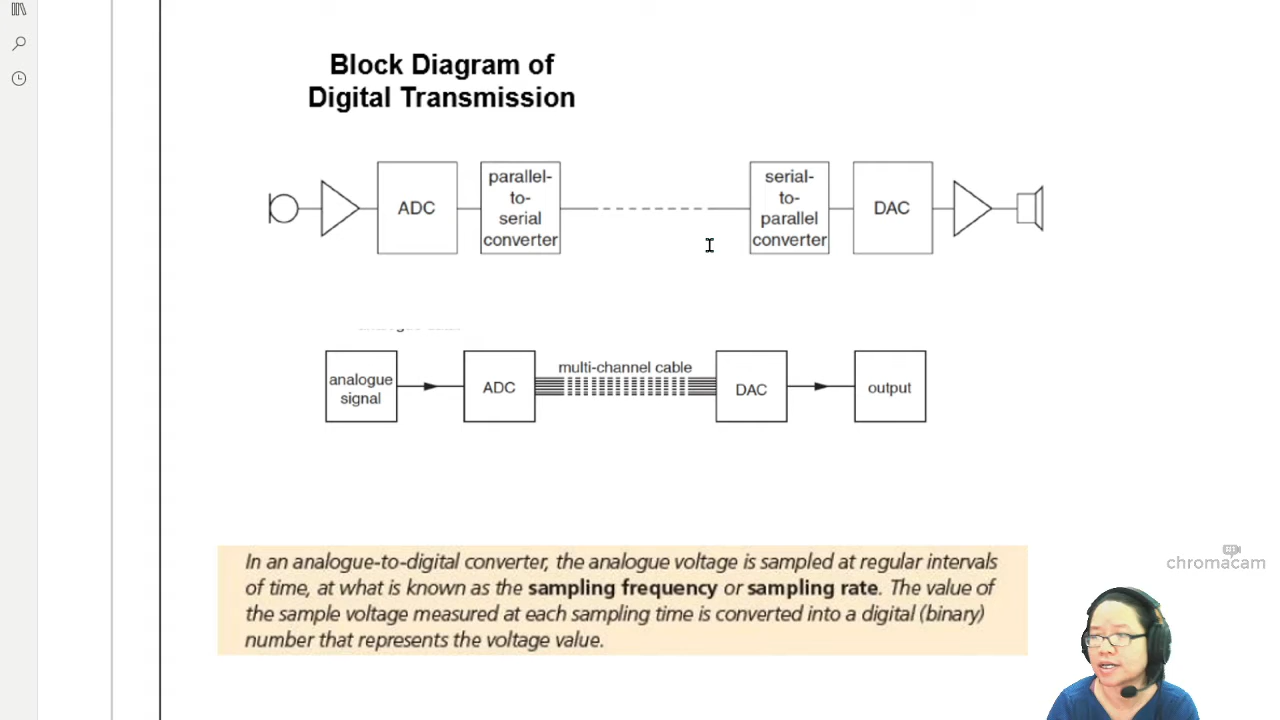 Block Diagram of
Digital Transmission
ADC
parallel-
to-
serial
converter
serial-
to-
parallel
converter
DAC
analogue
signal
ADC
multi-channel cable
DAC
output
In an analogue-to-digital converter, the analogue voltage is sampled at regular intervals
of time, at what is known as the sampling frequency or sampling rate. The value of
the sample voltage measured at each sampling time is converted into a digital (binary)
number that represents the voltage value.
chromacam